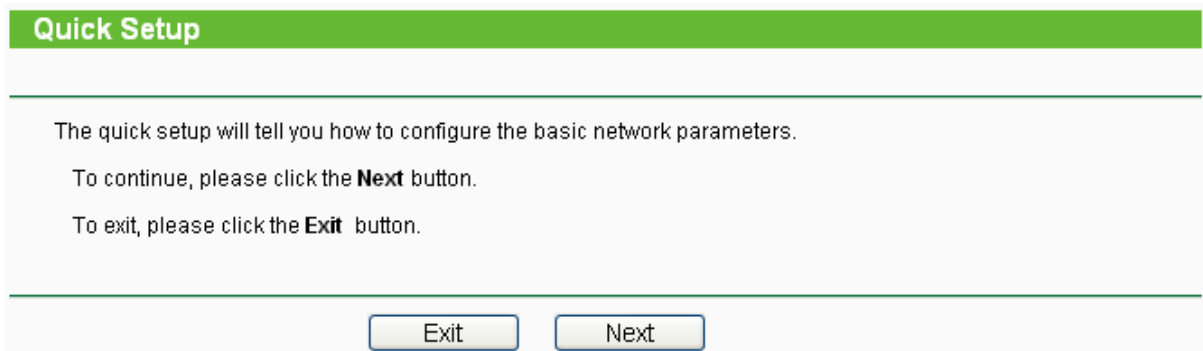 Quick Setup
The quick setup will tell you how to configure the basic network parameters.
To continue, please click the Next button.
To exit, please click the Exit button.
Exit Next